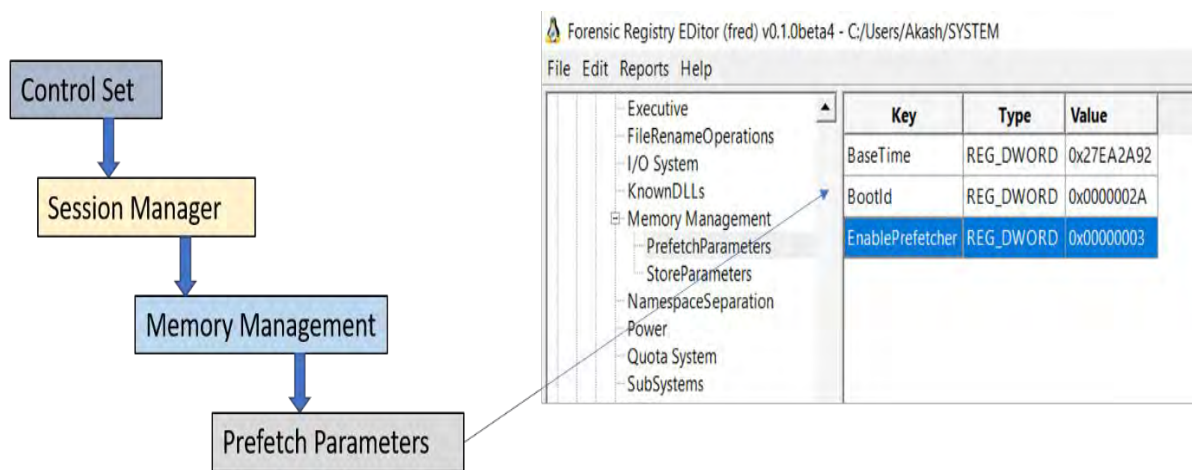 Control Set
Session Manager
Memory Management
Prefetch Parameters
Forensic Registry EDitor (fred) v0.1.0beta4 - C:/Users/Akash/SYSTEM
File Edit Reports Help
Executive
FileRenameOperations
I/O System
KnownDLLs
Memory Management
PrefetchParameters
StoreParameters
NamespaceSeparation
Power
Quota System
SubSystems
Key Type Value
BaseTime REG_DWORD 0x27EA2A92
BootId REG_DWORD 0x0000002A
EnablePrefetcher REG_DWORD 0x00000003